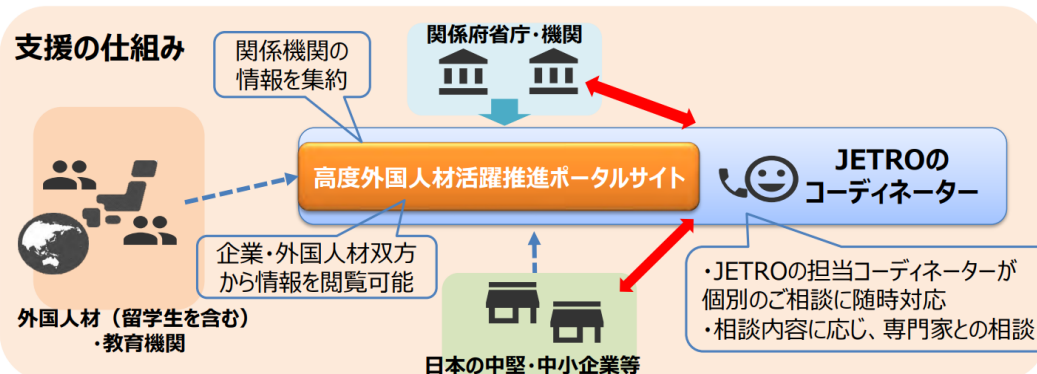 支援の仕組み
関係機関の
情報を集約
関係府省庁・機関
高度外国人材活躍推進ポータルサイト
JETROの
コーディネーター
企業・外国人材双方
から情報を閲覧可能
・JETROの担当コーディネーターが
個別のご相談に随時対応
・相談内容に応じ、専門家との相談
外国人材（留学生を含む）
・教育機関
日本の中堅・中小企業等